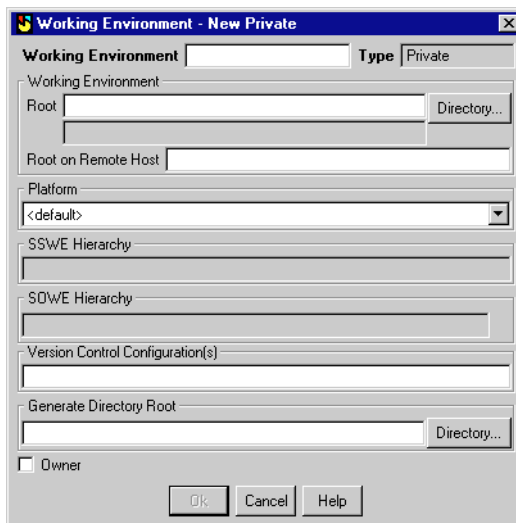 Working Environment - New Private
Working Environment Type Private
Working Environment
Root Directory...
Root on Remote Host
Platform
<default>
SSWE Hierarchy
SOWE Hierarchy
Version Control Configuration(s)
Generate Directory Root
Directory...
Owner
Ok Cancel Help